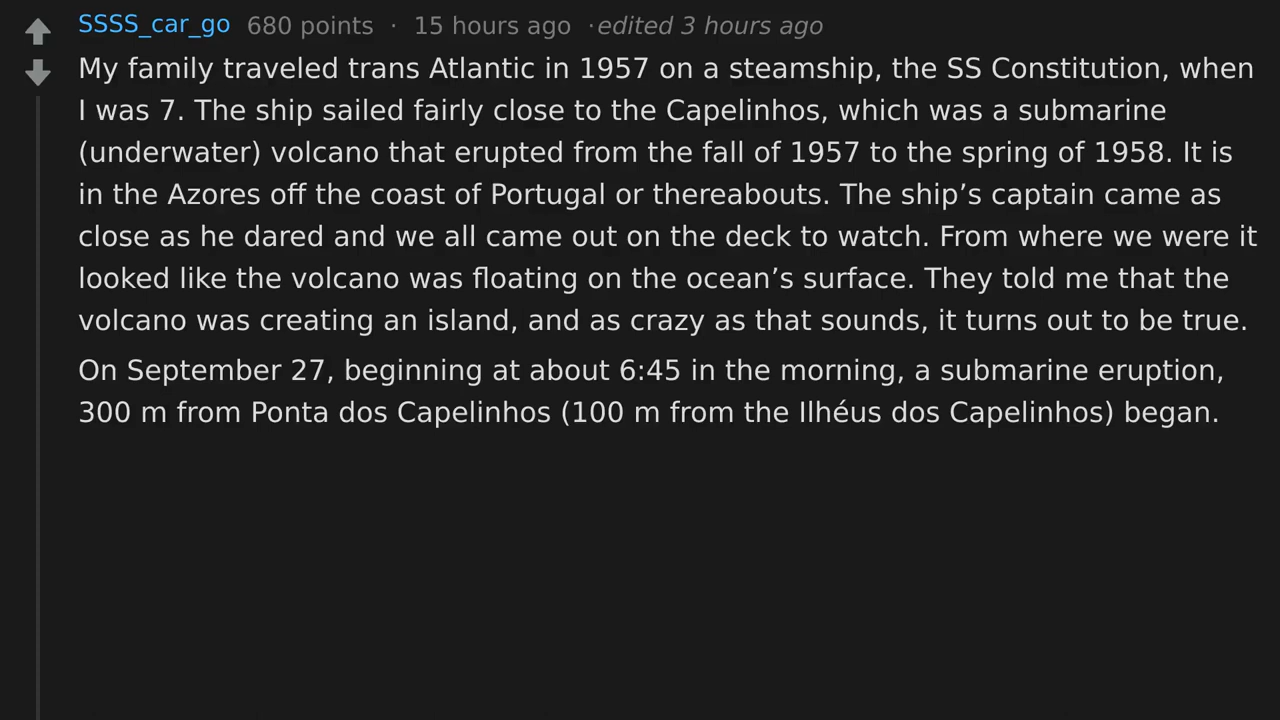 SSSS_car_go 680 points · 15 hours ago ·edited 3 hours ago
My family traveled trans Atlantic in 1957 on a steamship, the SS Constitution, when
I was 7. The ship sailed fairly close to the Capelinhos, which was a submarine
(underwater) volcano that erupted from the fall of 1957 to the spring of 1958. It is
in the Azores off the coast of Portugal or thereabouts. The ship’s captain came as
close as he dared and we all came out on the deck to watch. From where we were it
looked like the volcano was floating on the ocean’s surface. They told me that the
volcano was creating an island, and as crazy as that sounds, it turns out to be true.
On September 27, beginning at about 6:45 in the morning, a submarine eruption,
300 m from Ponta dos Capelinhos (100 m from the Ilhéus dos Capelinhos) began.